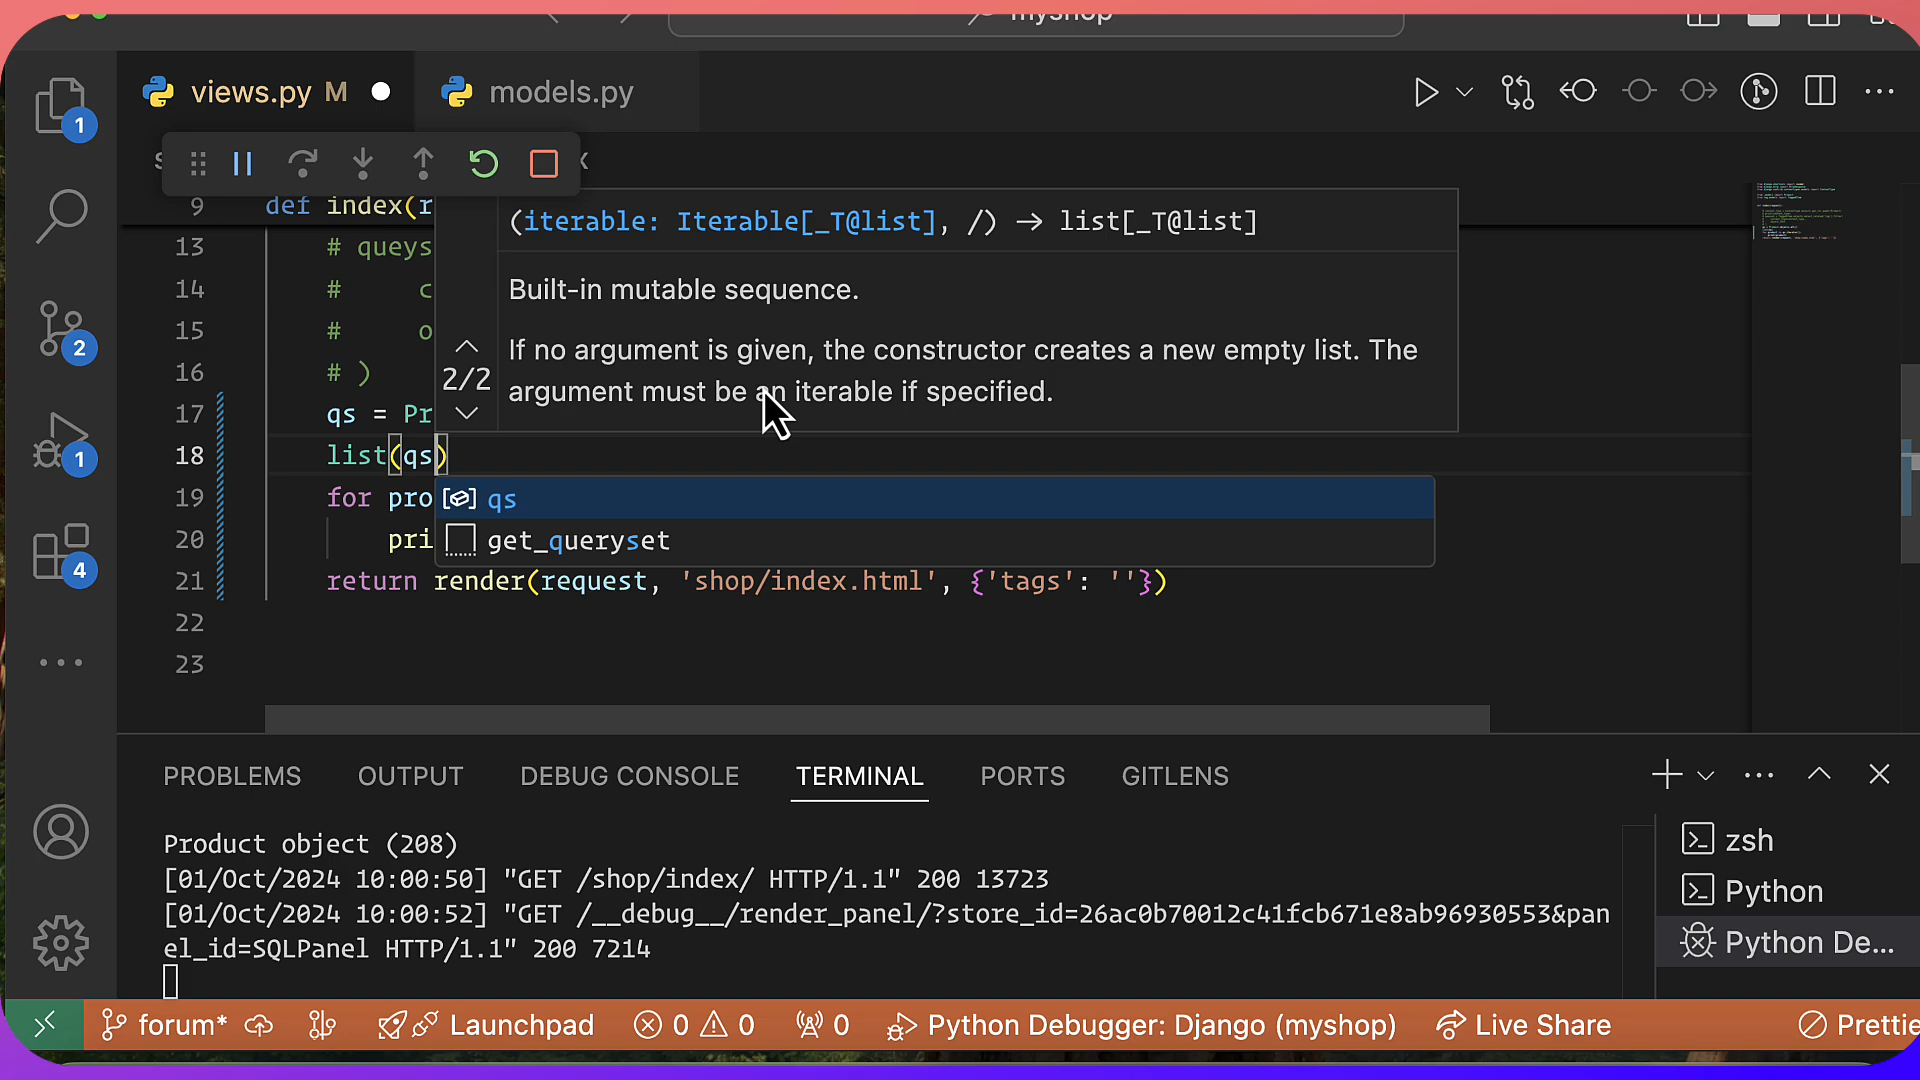 myshop
views.py M
models.py
9 def index(r
(iterable: Iterable[_T@list], /) → list[_T@list]
13 # queys
Built-in mutable sequence.
14 # c
15 # o
If no argument is given, the constructor creates a new empty list. The
16 # )
2/2
argument must be an iterable if specified.
17 qs = Pr
18 list(qs)
19 for pro
qs
20 pri
get_queryset
21 return render(request, 'shop/index.html', {'tags': ''})
22
23
1
2
1
4
PROBLEMS OUTPUT DEBUG CONSOLE TERMINAL PORTS GITLENS
Product object (208)
[01/Oct/2024 10:00:50] "GET /shop/index/ HTTP/1.1" 200 13723
[01/Oct/2024 10:00:52] "GET /__debug__/render_panel/?store_id=26ac0b70012c41fcb671e8ab96930553&pan
el_id=SQLPanel HTTP/1.1" 200 7214
zsh
Python
Python De...
forum* Launchpad 0 0 0 Python Debugger: Django (myshop) Live Share Prettie